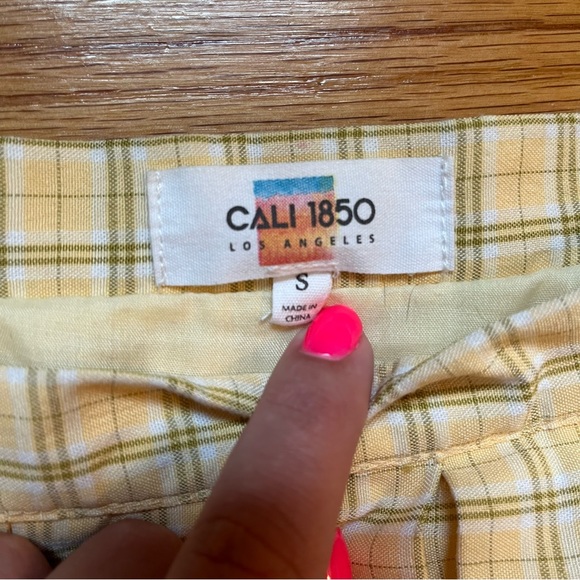 CALI 1850
LOS ANGELES
S
MADE IN
CHINA